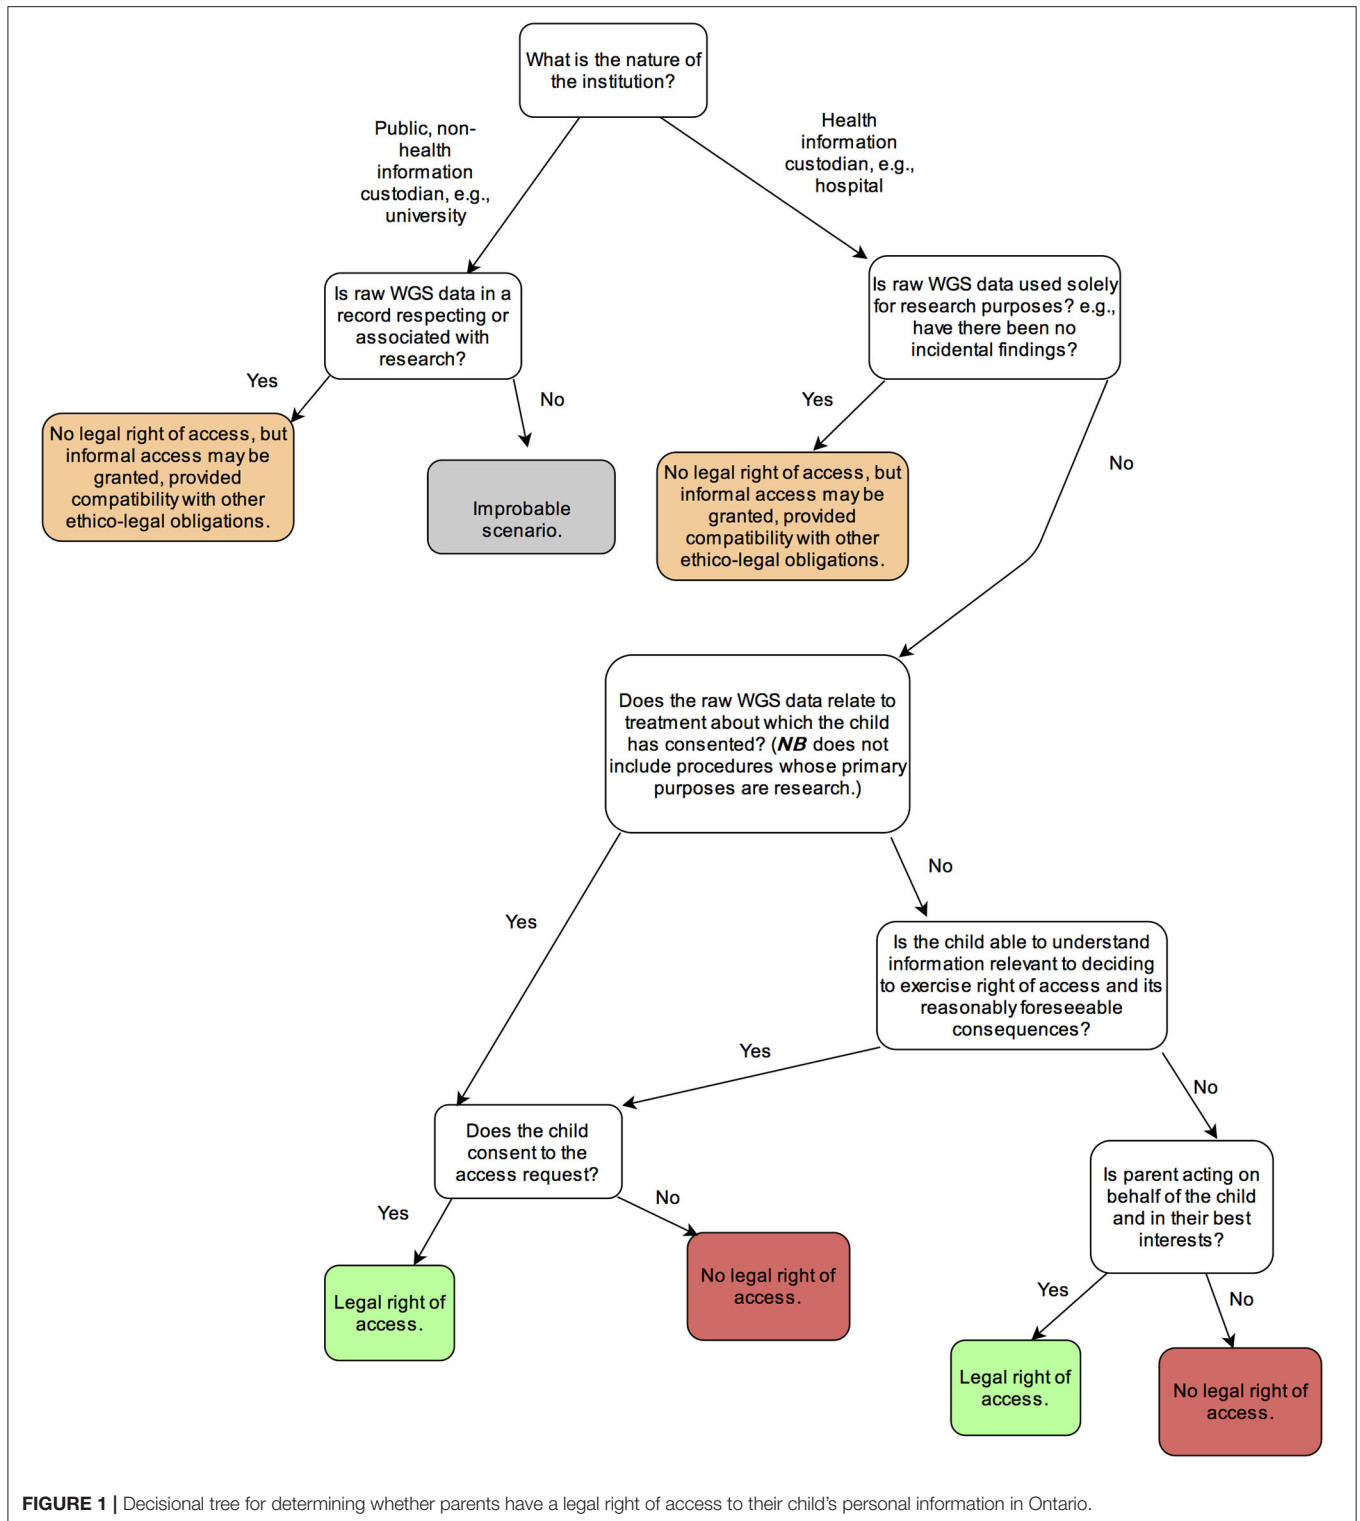 What is the nature of
the institution?
Public, non-
health
information
custodian, e.g.,
university
Health
information
custodian, e.g.,
hospital
Is raw WGS data in a
record respecting or
associated with
research?
Is raw WGS data used solely
for research purposes? e.g.,
have there been no
incidental findings?
Yes
No
Yes
No
No legal right of access, but
informal access may be
granted, provided
compatibility with other
ethico-legal obligations.
Improbable
scenario.
No legal right of access, but
informal access may be
granted, provided
compatibility with other
ethico-legal obligations.
Does the raw WGS data relate to
treatment about which the child
has consented? (NB does not
include procedures whose primary
purposes are research.)
Yes
No
Is the child able to understand
information relevant to deciding
to exercise right of access and its
reasonably foreseeable
consequences?
Yes
No
Does the child
consent to the
access request?
Is parent acting on
behalf of the child
and in their best
interests?
Yes
No
Legal right of
access.
No legal right of
access.
Yes
No
Legal right of
access.
No legal right of
access.
FIGURE 1 | Decisional tree for determining whether parents have a legal right of access to their child's personal information in Ontario.